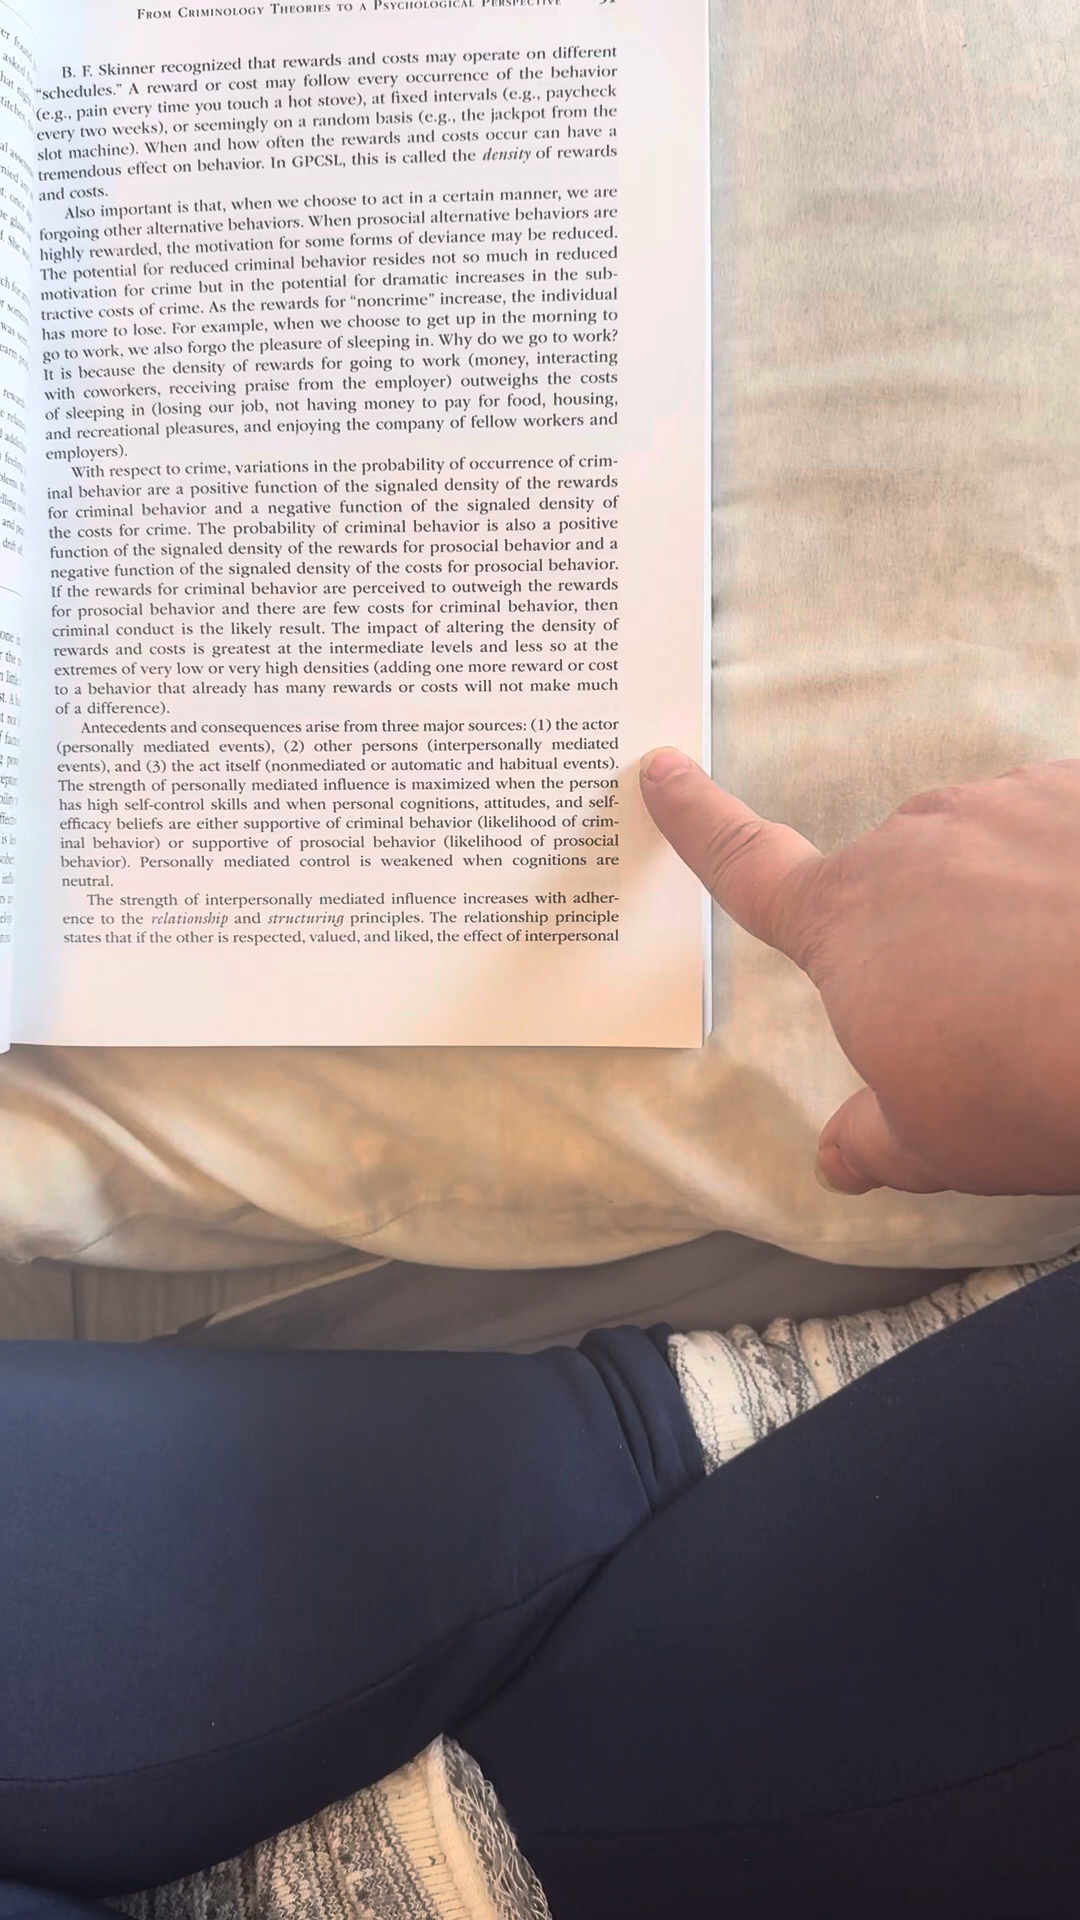 FROM CRIMINOLOGY THEORIES TO A PSYCHOLOGICAL PERSPECTIVE
B. F. Skinner recognized that rewards and costs may operate on different
“schedules.” A reward or cost may follow every occurrence of the behavior
(e.g., pain every time you touch a hot stove), at fixed intervals (e.g., paycheck
every two weeks), or seemingly on a random basis (e.g., the jackpot from the
slot machine). When and how often the rewards and costs occur can have a
tremendous effect on behavior. In GPCSL, this is called the density of rewards
and costs.
Also important is that, when we choose to act in a certain manner, we are
forgoing other alternative behaviors. When prosocial alternative behaviors are
highly rewarded, the motivation for some forms of deviance may be reduced.
The potential for reduced criminal behavior resides not so much in reduced
motivation for crime but in the potential for dramatic increases in the sub-
tractive costs of crime. As the rewards for “noncrime” increase, the individual
has more to lose. For example, when we choose to get up in the morning to
go to work, we also forgo the pleasure of sleeping in. Why do we go to work?
It is because the density of rewards for going to work (money, interacting
with coworkers, receiving praise from the employer) outweighs the costs
of sleeping in (losing our job, not having money to pay for food, housing,
and recreational pleasures, and enjoying the company of fellow workers and
employers).
With respect to crime, variations in the probability of occurrence of crim-
inal behavior are a positive function of the signaled density of the rewards
for criminal behavior and a negative function of the signaled density of
the costs for crime. The probability of criminal behavior is also a positive
function of the signaled density of the rewards for prosocial behavior and a
negative function of the signaled density of the costs for prosocial behavior.
If the rewards for criminal behavior are perceived to outweigh the rewards
for prosocial behavior and there are few costs for criminal behavior, then
criminal conduct is the likely result. The impact of altering the density of
rewards and costs is greatest at the intermediate levels and less so at the
extremes of very low or very high densities (adding one more reward or cost
to a behavior that already has many rewards or costs will not make much
of a difference).
Antecedents and consequences arise from three major sources: (1) the actor
(personally mediated events), (2) other persons (interpersonally mediated
events), and (3) the act itself (nonmediated or automatic and habitual events).
The strength of personally mediated influence is maximized when the person
has high self-control skills and when personal cognitions, attitudes, and self-
efficacy beliefs are either supportive of criminal behavior (likelihood of crim-
inal behavior) or supportive of prosocial behavior (likelihood of prosocial
behavior). Personally mediated control is weakened when cognitions are
neutral.
The strength of interpersonally mediated influence increases with adher-
ence to the relationship and structuring principles. The relationship principle
states that if the other is respected, valued, and liked, the effect of interpersonal